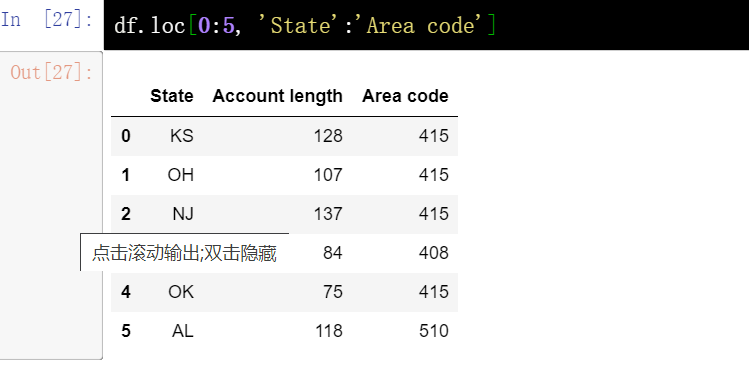 In [27]: df.loc[0:5, 'State':'Area code']
Out[27]:
State Account length Area code
0 KS 128 415
1 OH 107 415
2 NJ 137 415
点击滚动输出;双击隐藏 84 408
4 OK 75 415
5 AL 118 510